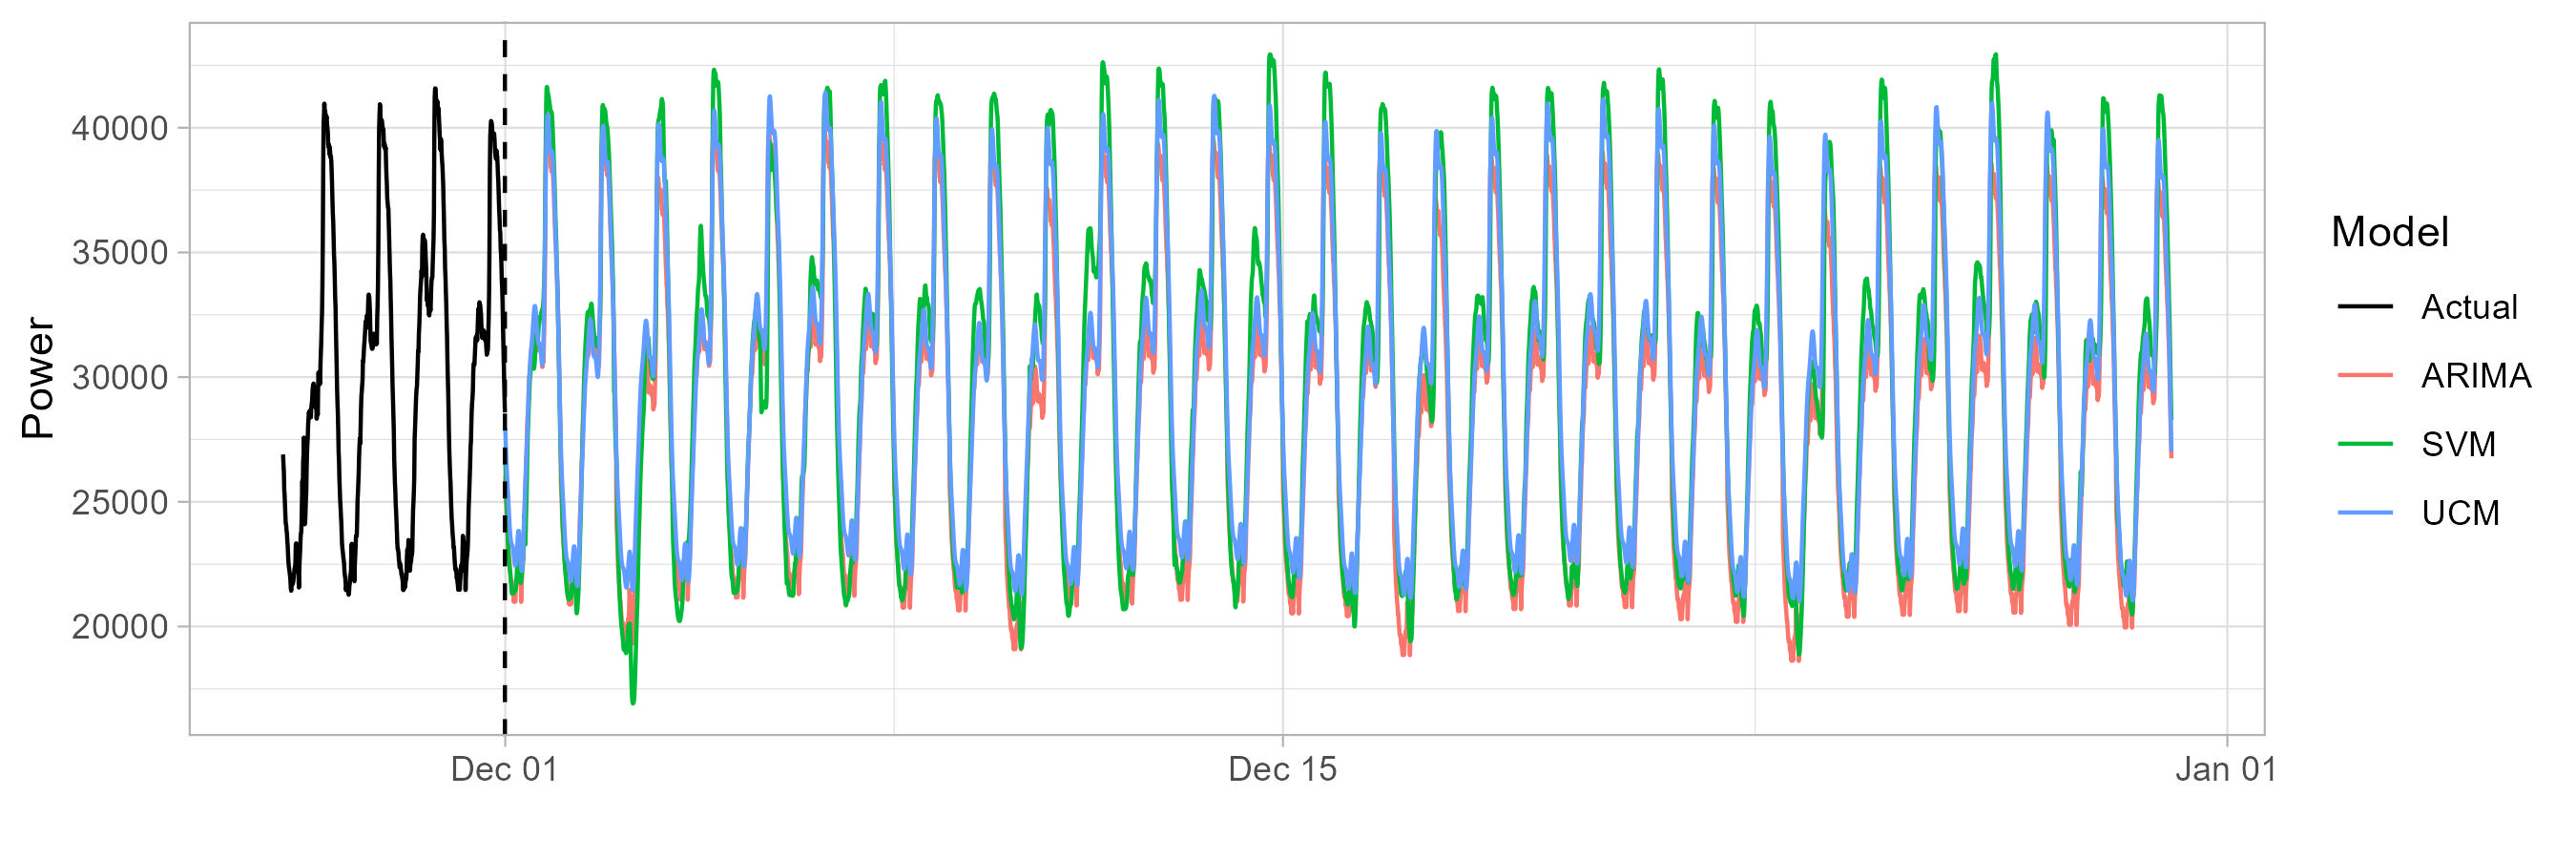 Power
40000
35000
30000
25000
20000
Dec 01
Dec 15
Jan 01
Model
Actual
ARIMA
SVM
UCM